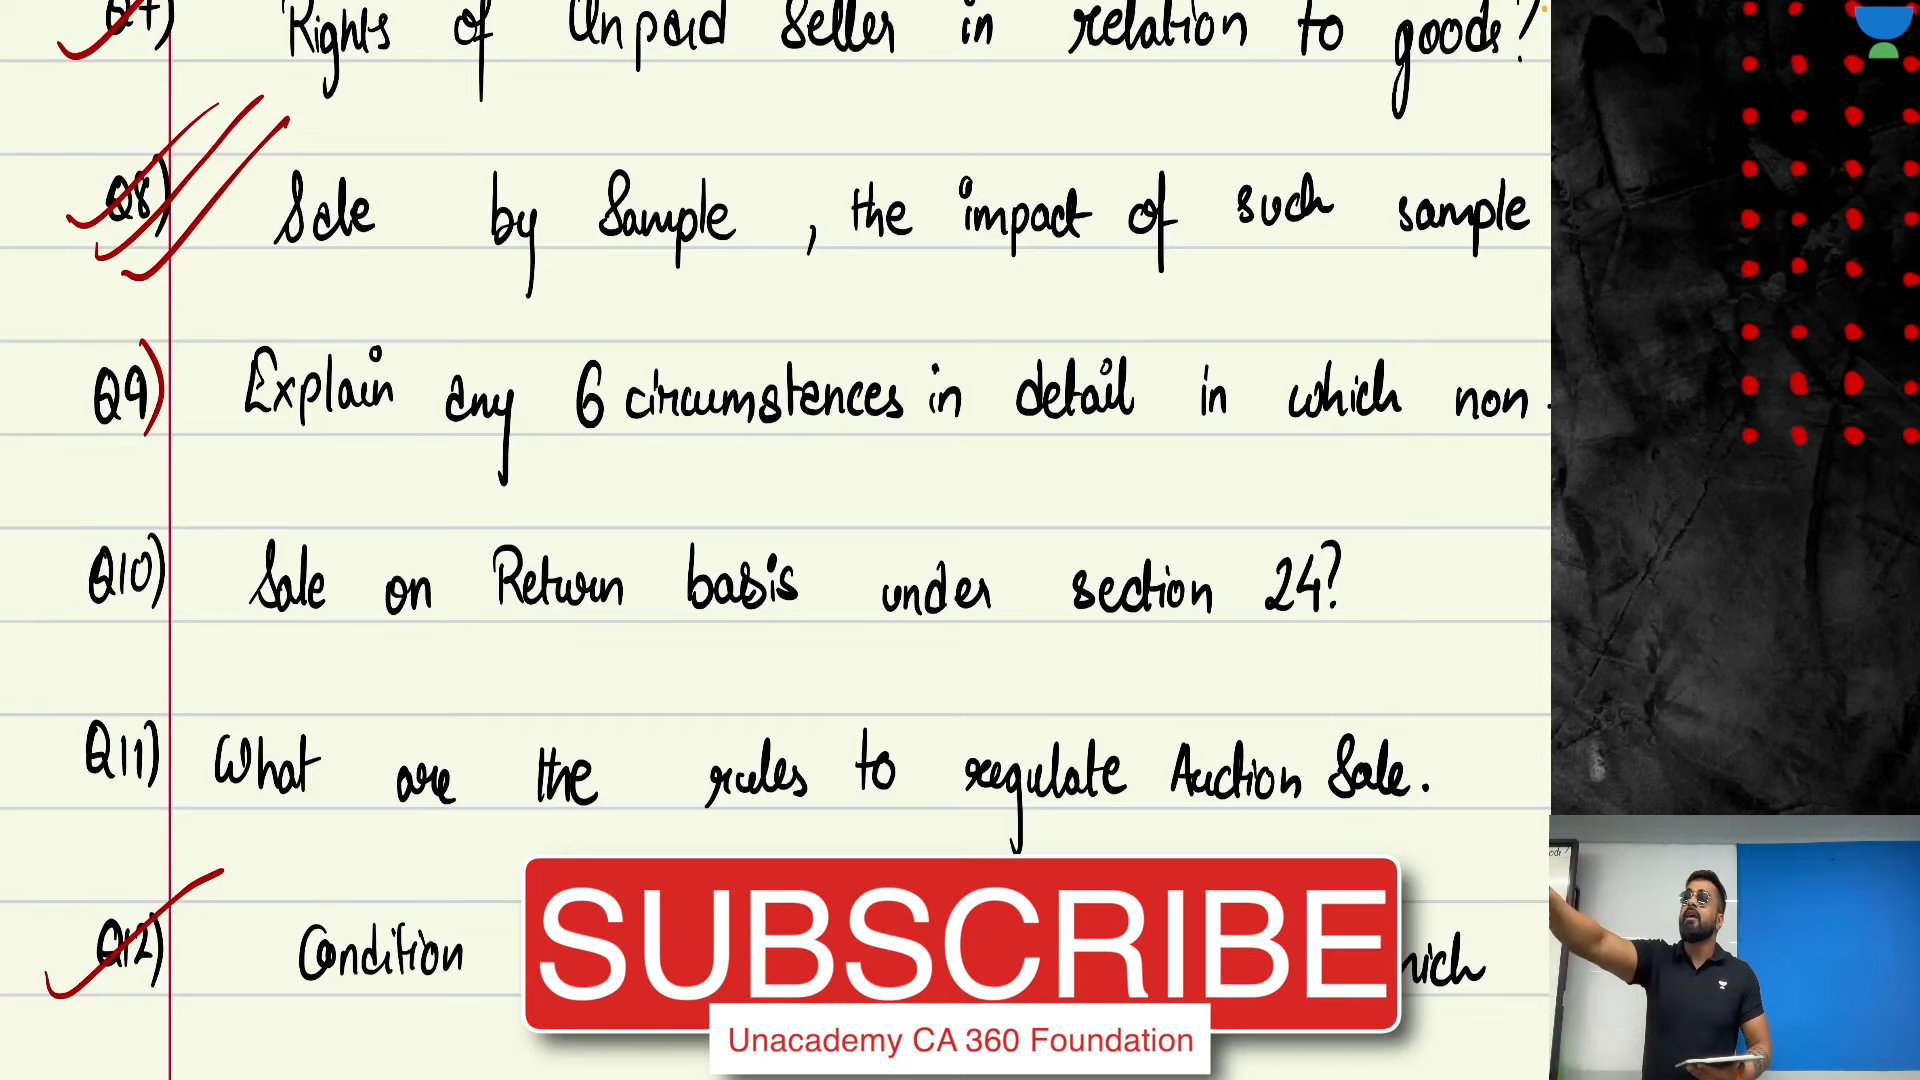 Q7) Rights of Unpaid Seller in relation to goods?
Q8) Sale by Sample, the impact of such sample
Q9) Explain any 6 circumstances in detail in which non
Q10) Sale on Return basis under section 24?
Q11) What are the rules to regulate Auction Sale.
Q12) Condition
SUBSCRIBE
Unacademy CA 360 Foundation